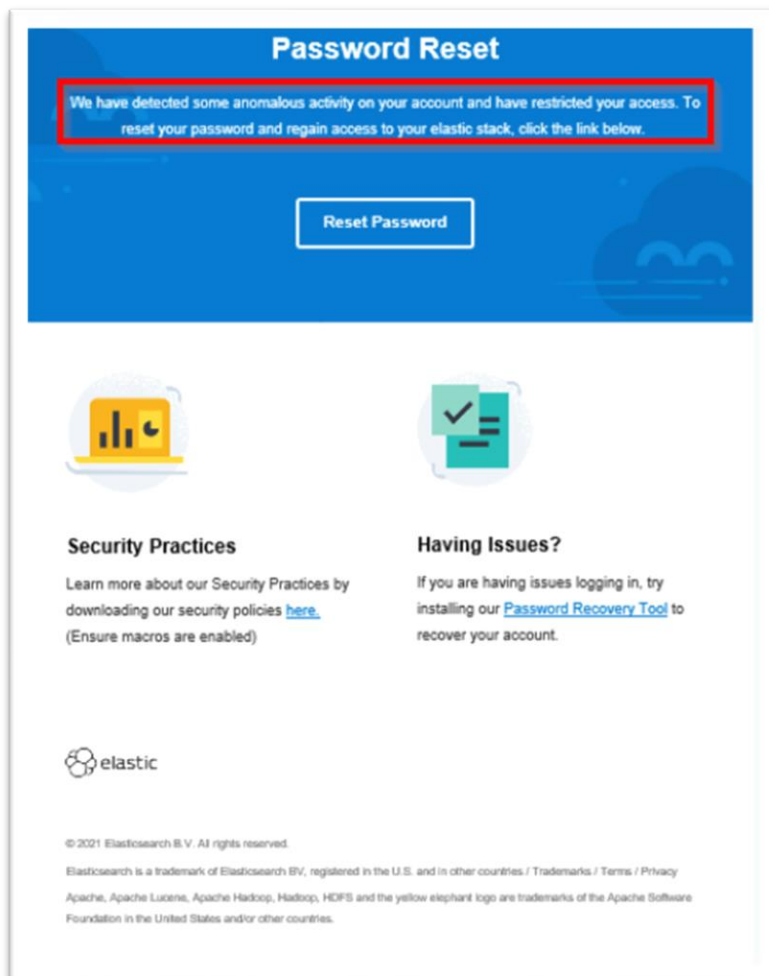 Password Reset
We have detected some anomalous activity on your account and have restricted your access. To
reset your password and regain access to your elastic stack, click the link below.
Reset Password
Security Practices
Learn more about our Security Practices by
downloading our security policies here.
(Ensure macros are enabled)
Having Issues?
If you are having issues logging in, try
installing our Password Recovery Tool to
recover your account.
elastic
© 2021 Elasticsearch B.V. All rights reserved.
Elasticsearch is a trademark of Elasticsearch BV, registered in the U.S. and in other countries / Trademarks / Terms / Privacy
Apache, Apache Lucene, Apache Hadoop, Hadoop, HDFS and the yellow elephant logo are trademarks of the Apache Software
Foundation in the United States and/or other countries.